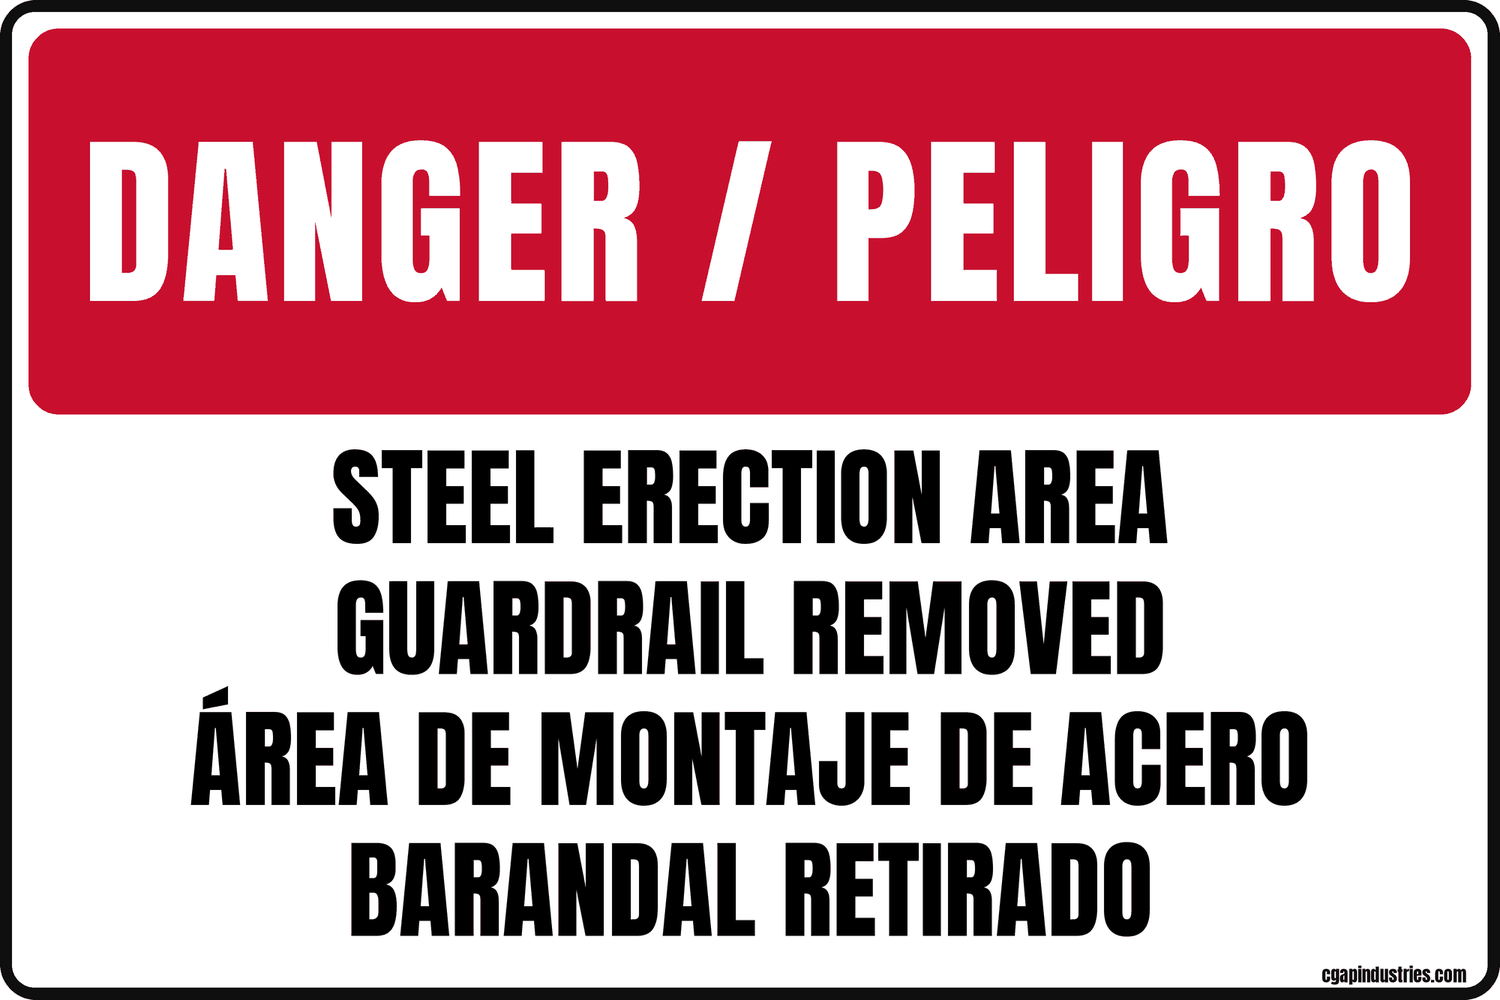 DANGER / PELIGRO
STEEL ERECTION AREA
GUARDRAIL REMOVED
ÁREA DE MONTAJE DE ACERO
BARANDAL RETIRADO
cgapindustries.com